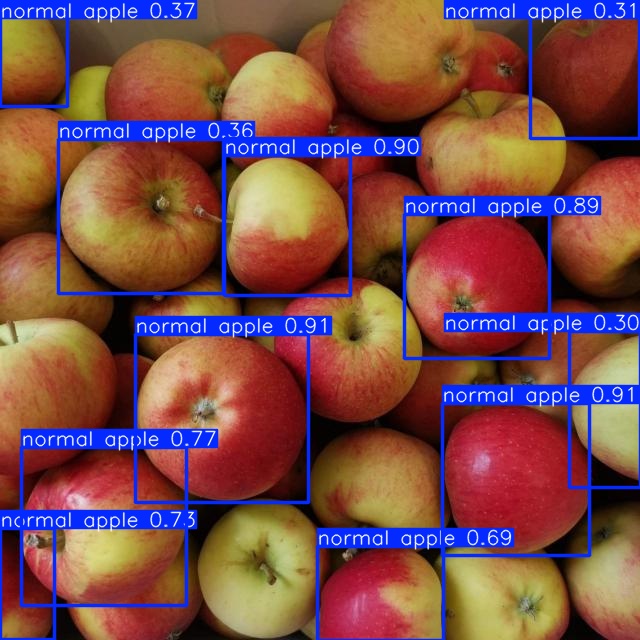 normal apple 0.37
normal apple 0.31
normal apple 0.36
normal apple 0.90
normal apple 0.89
normal apple 0.91
normal apple 0.30
normal apple 0.91
normal apple 0.77
normal apple 0.73
normal apple 0.69